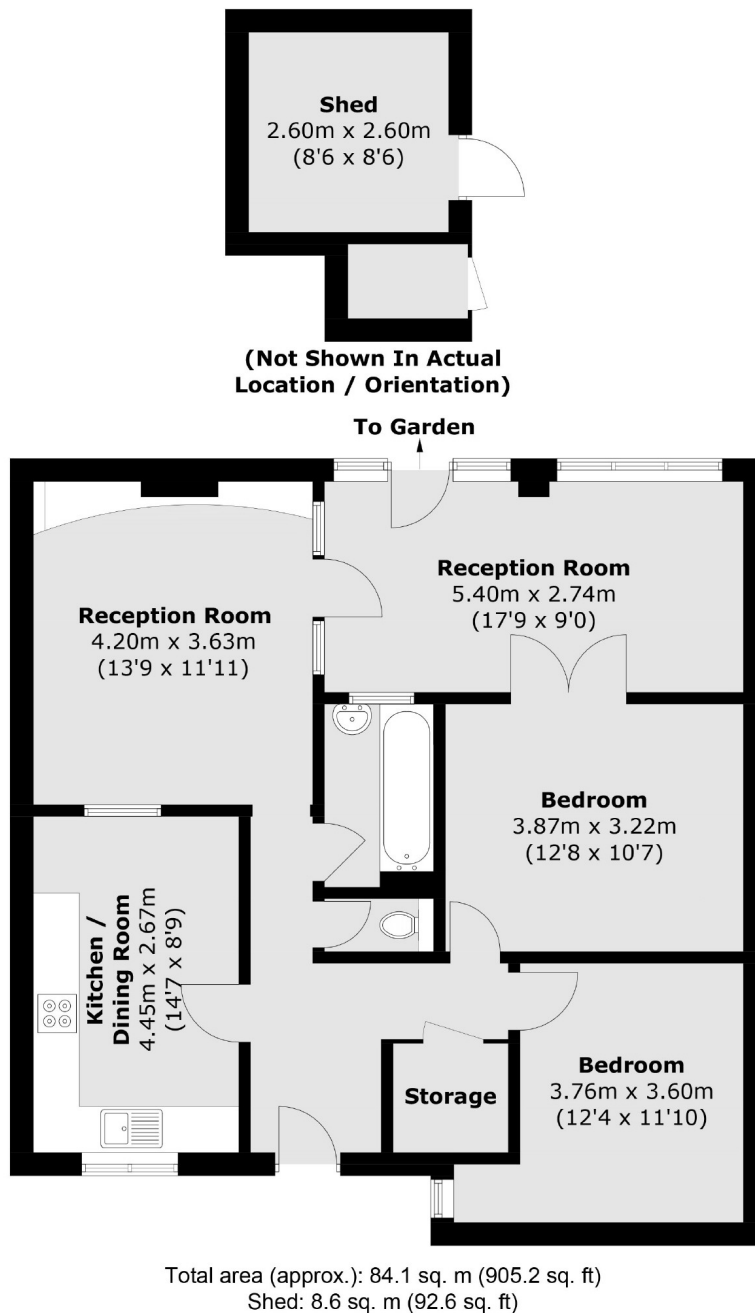 Shed
2.60m x 2.60m
(8'6 x 8'6)
(Not Shown In Actual
Location / Orientation)
To Garden
Reception Room
4.20m x 3.63m
(13'9 x 11'11)
Reception Room
5.40m x 2.74m
(17'9 x 9'0)
Bedroom
3.87m x 3.22m
(12'8 x 10'7)
Kitchen /
Dining Room
4.45m x 2.67m
(14'7 x 8'9)
Storage
Bedroom
3.76m x 3.60m
(12'4 x 11'10)
Total area (approx.): 84.1 sq. m (905.2 sq. ft)
Shed: 8.6 sq. m (92.6 sq. ft)